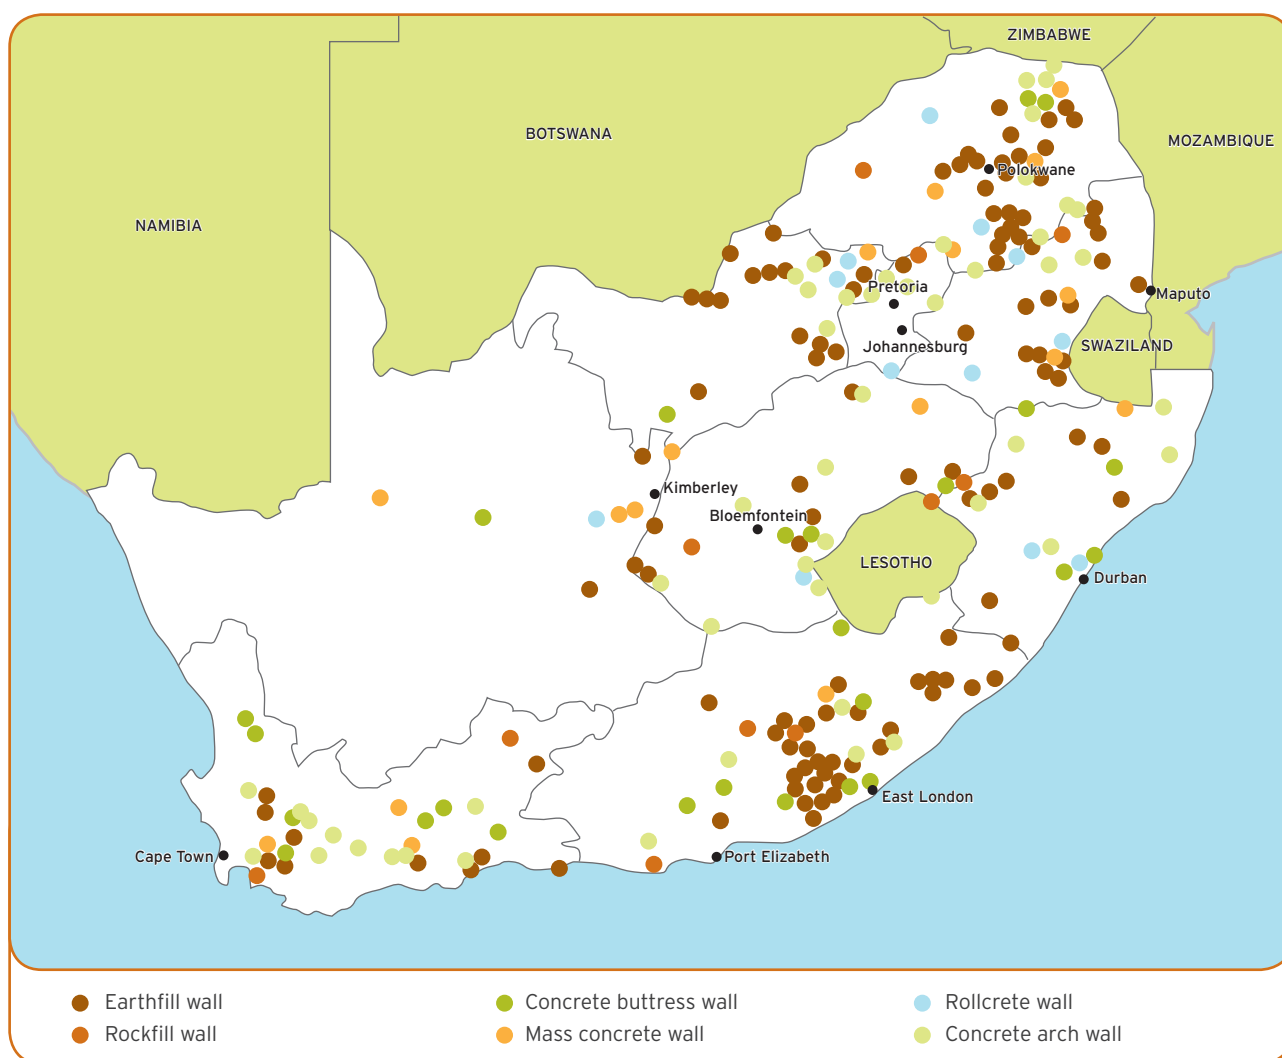 ZIMBABWE
BOTSWANA
MOZAMBIQUE
Polokwane
NAMIBIA
Pretoria
Maputo
Johannesburg
SWAZILAND
Kimberley
Bloemfontein
LESOTHO
Durban
East London
Cape Town
Port Elizabeth
Earthfill wall
Concrete buttress wall
Rollcrete wall
Rockfill wall
Mass concrete wall
Concrete arch wall